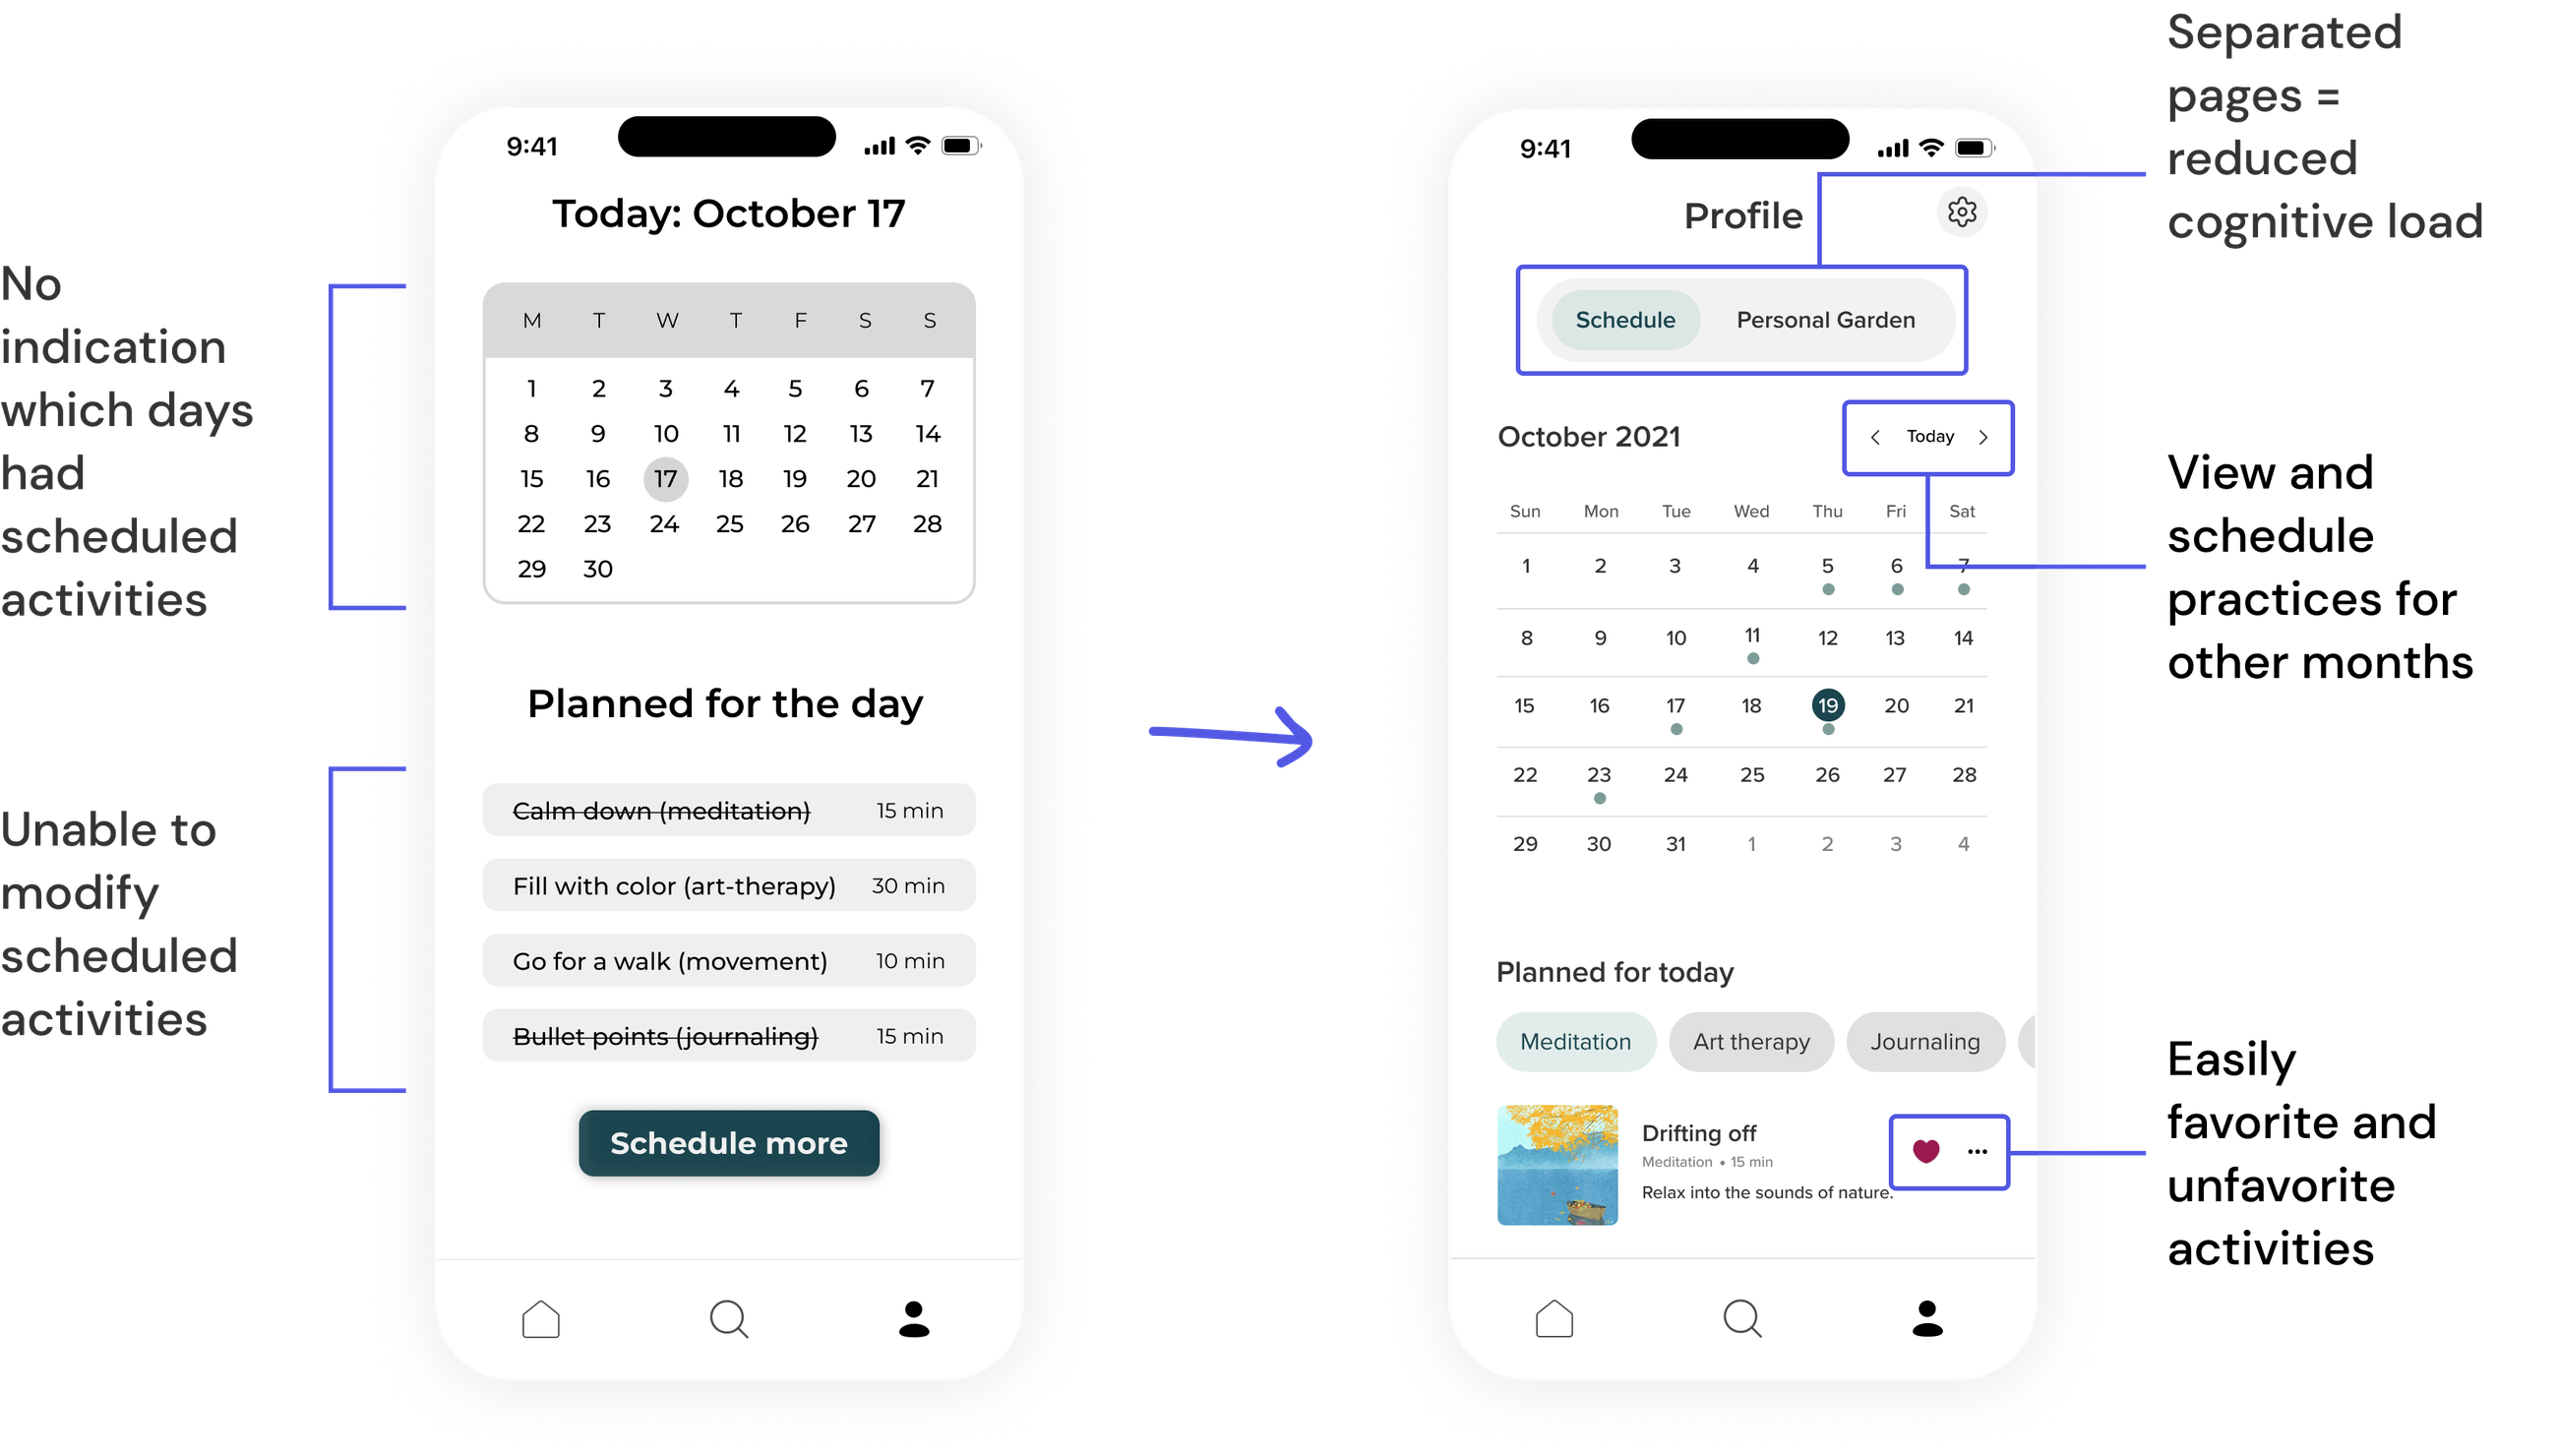 No
indication
which days
had
scheduled
activities
Unable to
modify
scheduled
activities
9:41
Today: October 17
M T W T F S S
1 2 3 4 5 6 7
8 9 10 11 12 13 14
15 16 17 18 19 20 21
22 23 24 25 26 27 28
29 30
Planned for the day
Calm down (meditation) 15 min
Fill with color (art-therapy) 30 min
Go for a walk (movement) 10 min
Bullet points (journaling) 15 min
Schedule more
9:41
Profile
Schedule Personal Garden
October 2021 < Today >
Sun Mon Tue Wed Thu Fri Sat
1 2 3 4 5 6 7
8 9 10 11 12 13 14
15 16 17 18 19 20 21
22 23 24 25 26 27 28
29 30 31 1 2 3 4
Planned for today
Meditation Art therapy Journaling
Drifting off
Meditation • 15 min
Relax into the sounds of nature.
Separated
pages =
reduced
cognitive load
View and
schedule
practices for
other months
Easily
favorite and
unfavorite
activities